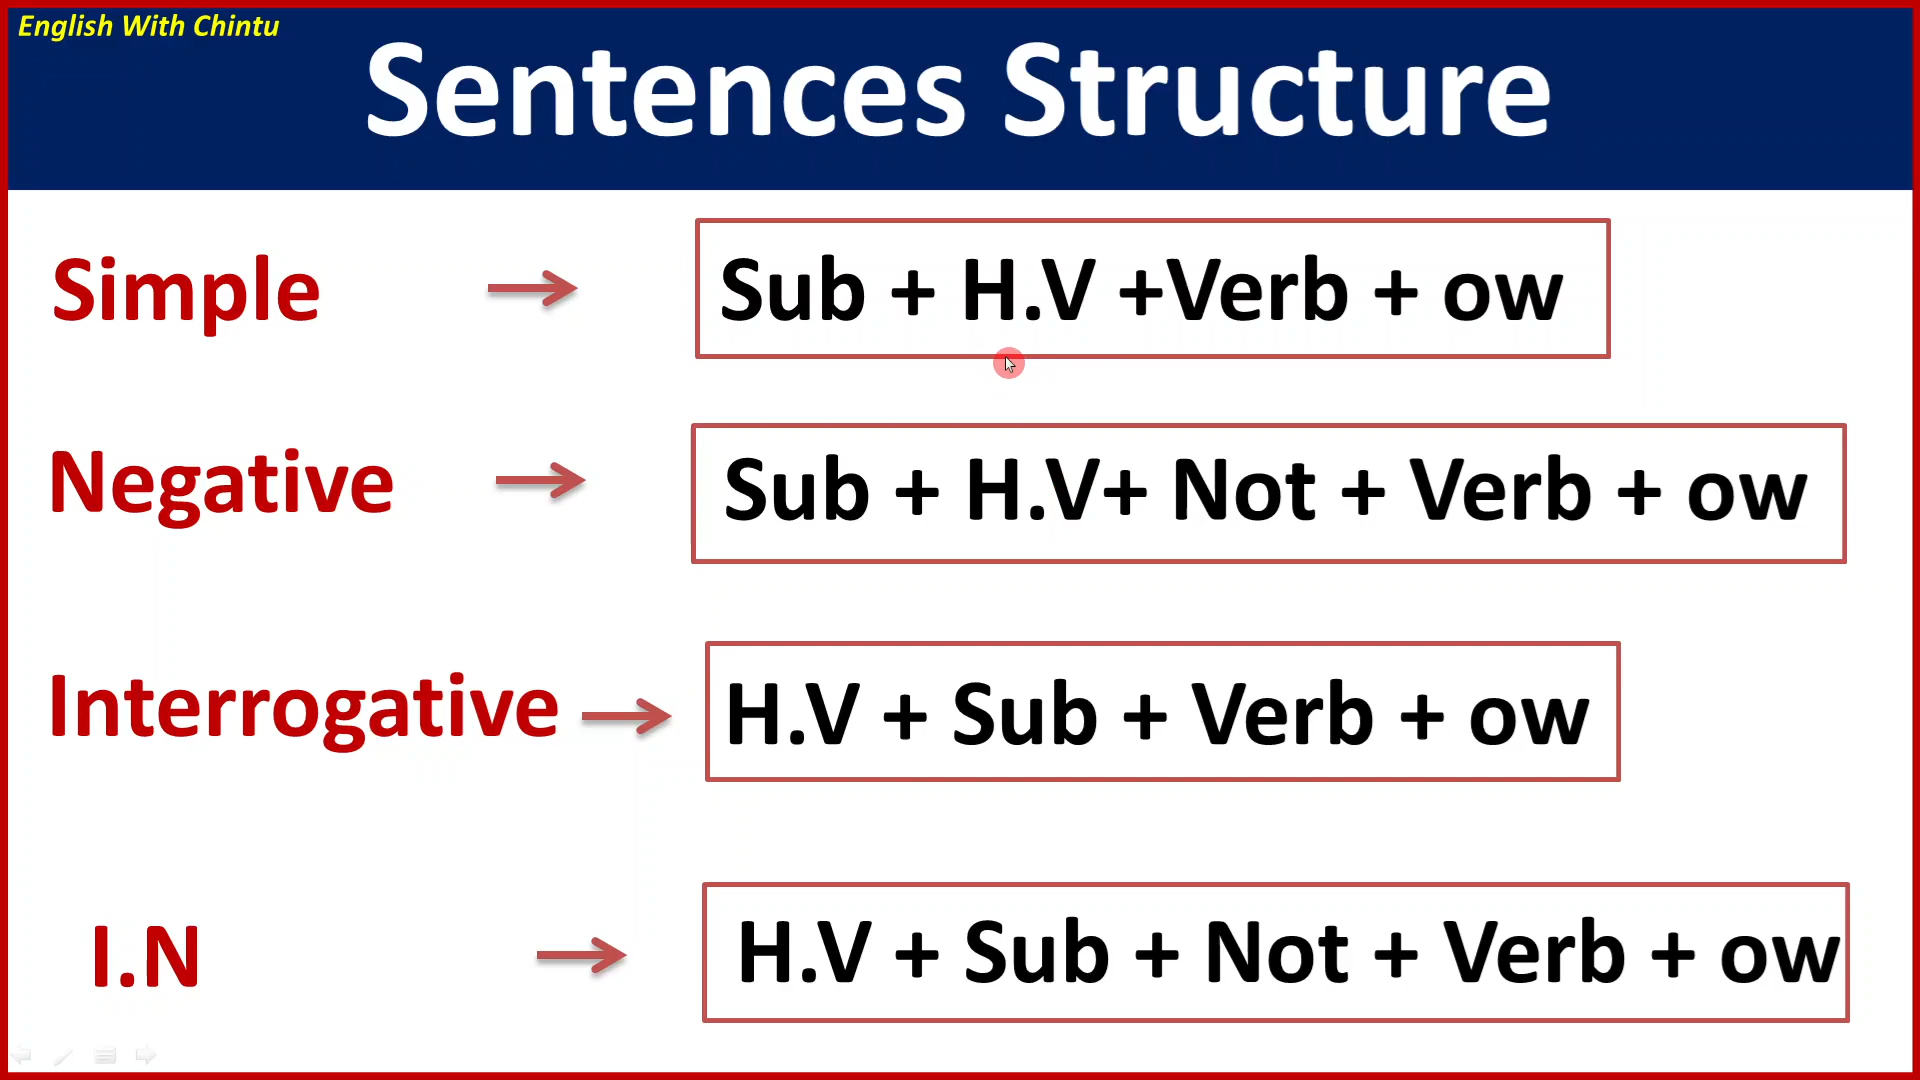 English With Chintu
Sentences Structure
Simple
Sub + H.V +Verb + ow
Negative
Sub + H.V+ Not + Verb + ow
Interrogative
H.V + Sub + Verb + ow
I.N
H.V + Sub + Not + Verb + ow